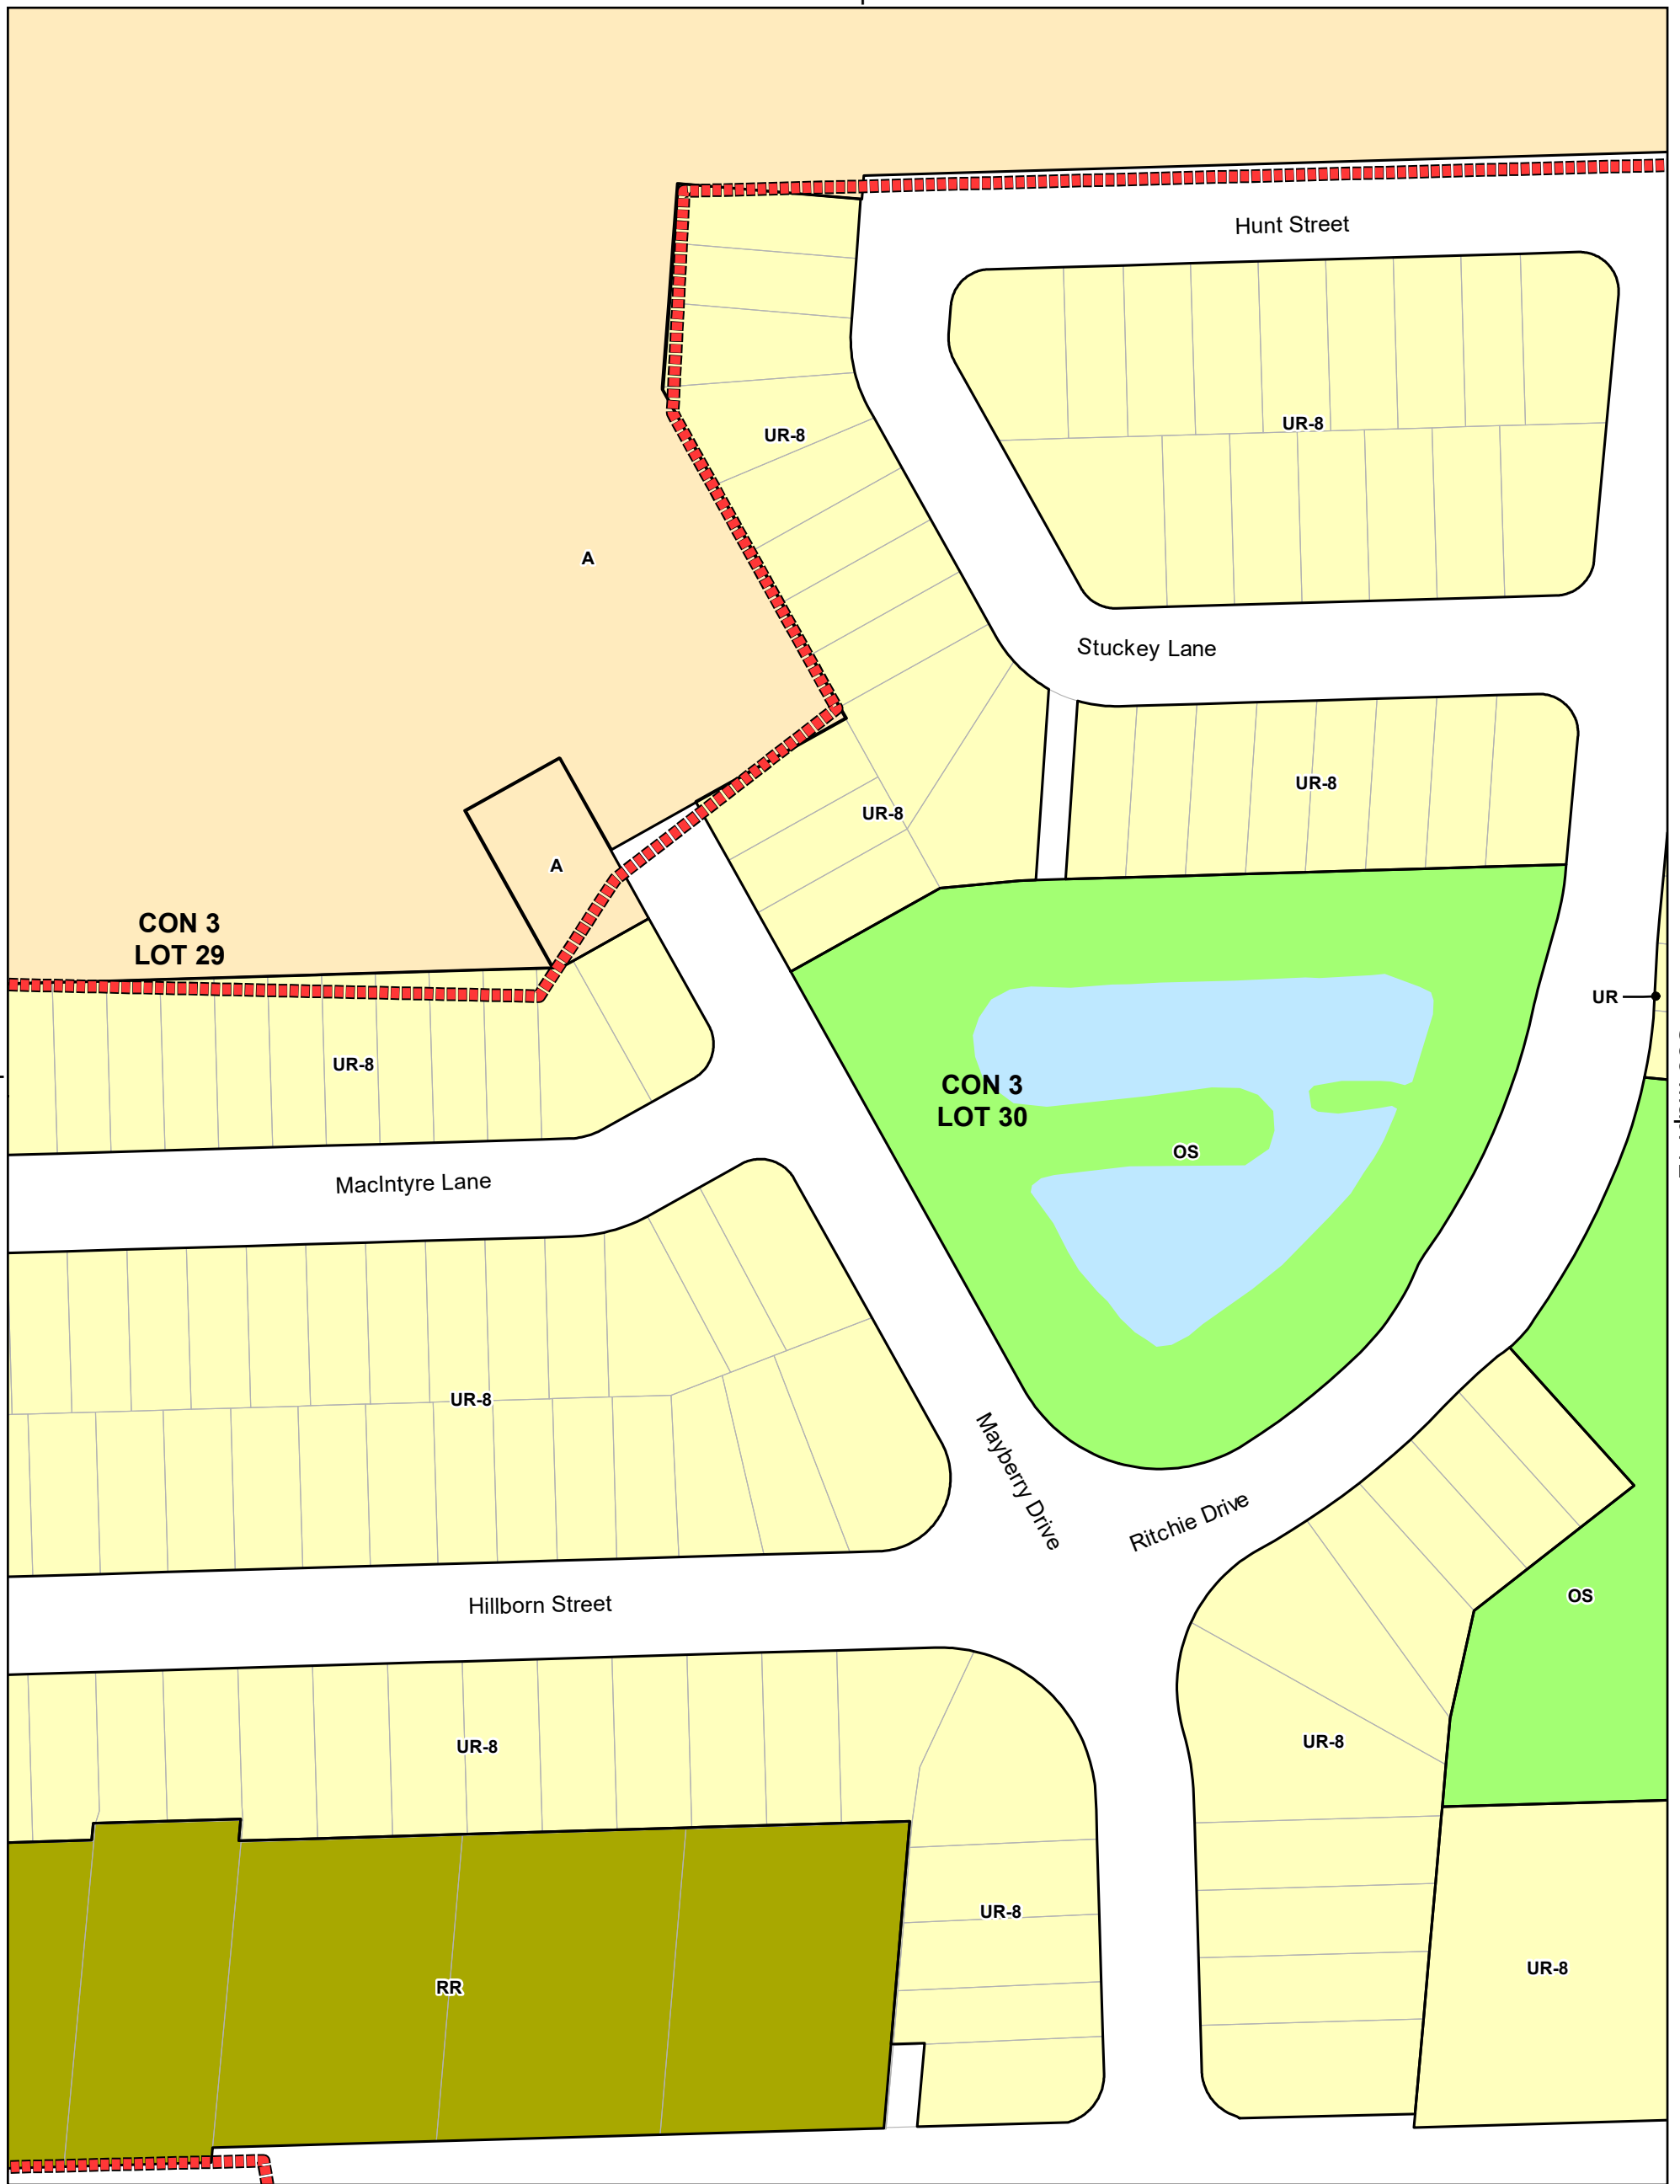 Hunt Street
UR-8
UR-8
A
Stuckey Lane
UR-8
UR-8
A
CON 3
LOT 29
UR
UR-8
CON 3
LOT 30
OS
MacIntyre Lane
UR-8
Mayberry Drive
Ritchie Drive
OS
Hillborn Street
UR-8
UR-8
UR-8
UR-8
RR